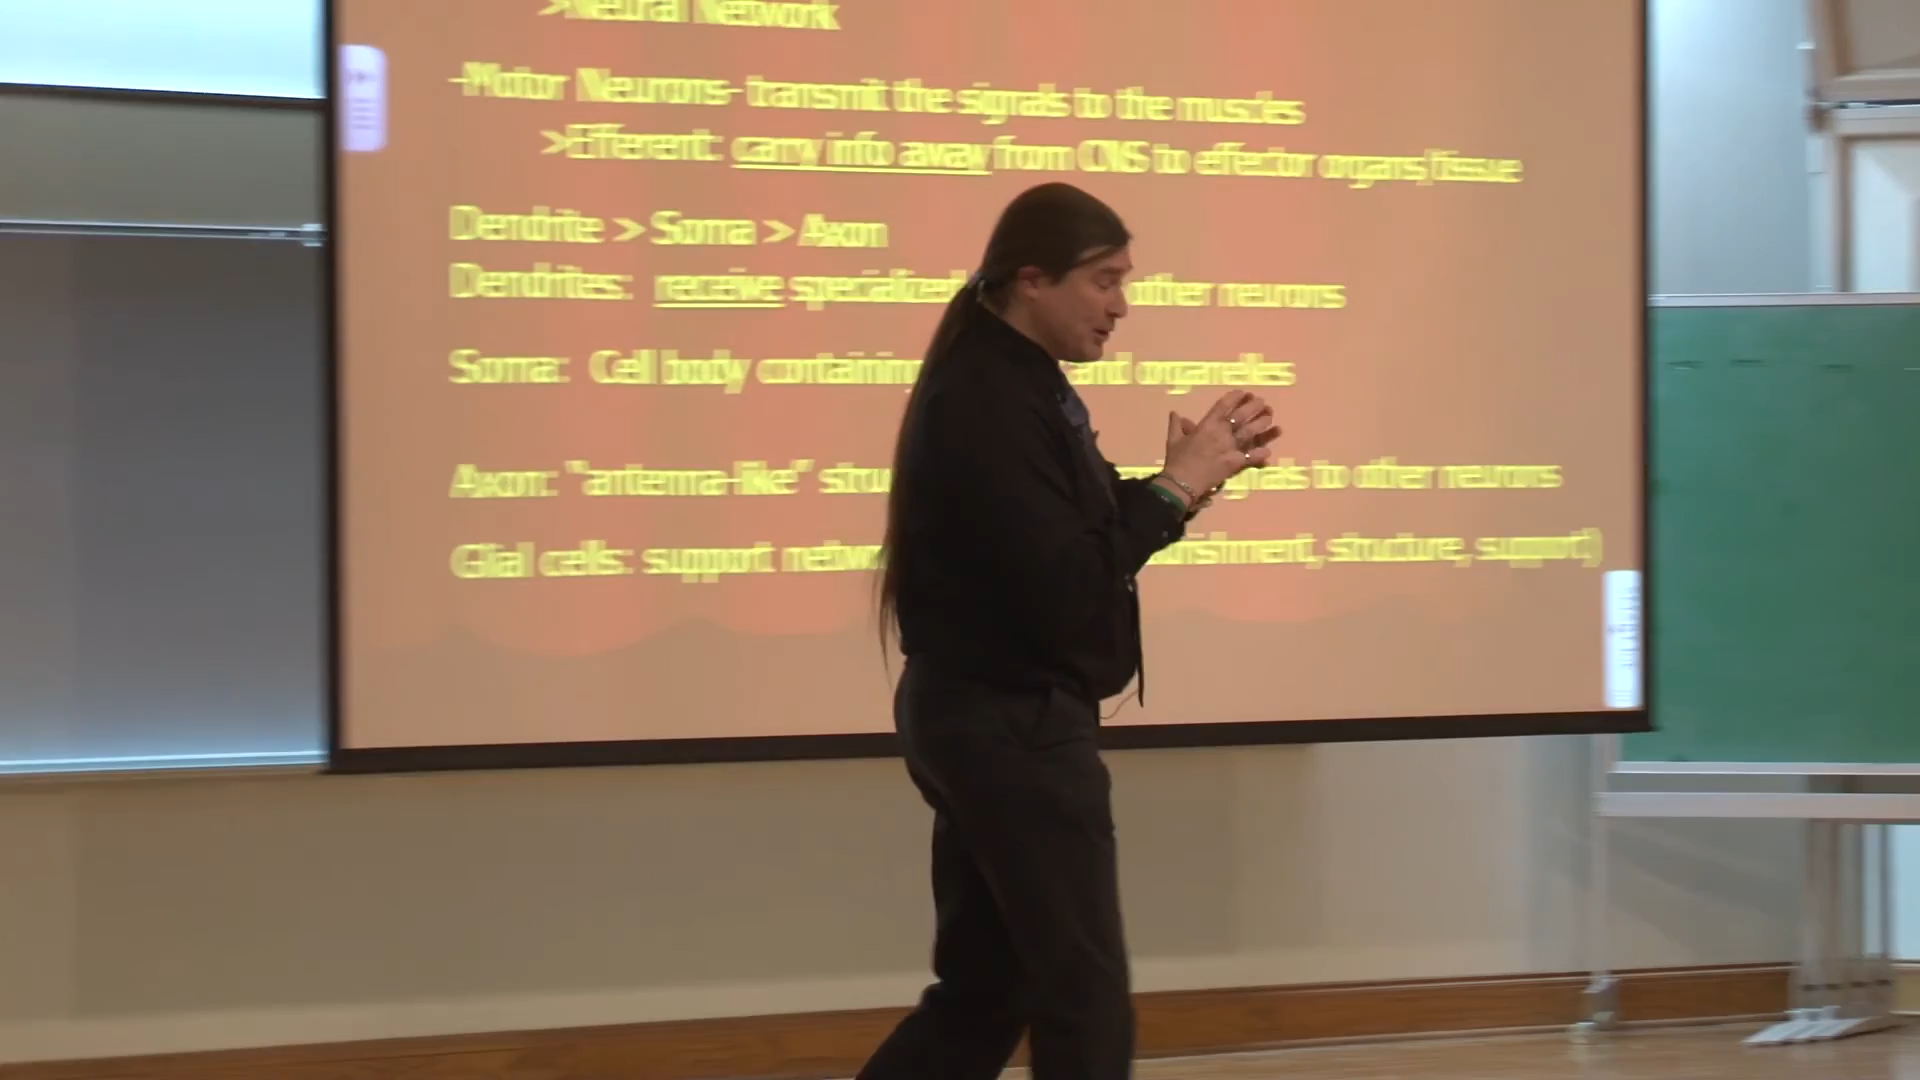 >Neural Network
-Motor Neurons- transmit the signals to the muscles
>Efferent: carry info away from CNS to effector organs/tissue
Dendrite > Soma > Axon
Dendrites: receive specialized other neurons
Soma: Cell body containing and organelles
Axon: "antenna-like" signals to other neurons
Glial cells: support structure, support)